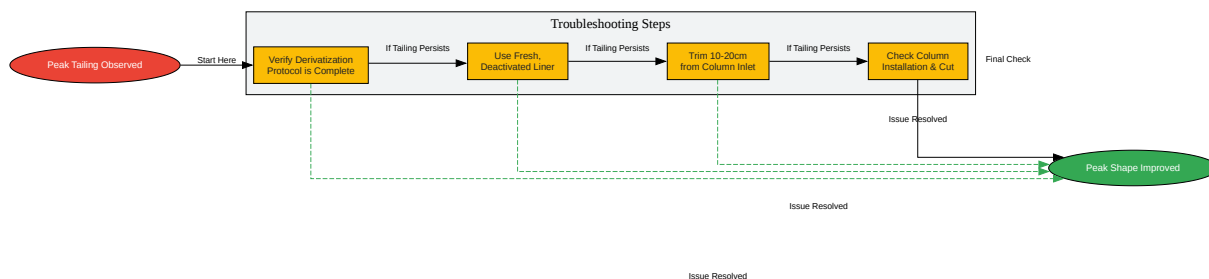 Troubleshooting Steps
Peak Tailing Observed
Start Here
Verify Derivatization
Protocol is Complete
If Tailing Persists
Use Fresh,
Deactivated Liner
If Tailing Persists
Trim 10-20cm
from Column Inlet
If Tailing Persists
Check Column
Installation & Cut
Final Check
Issue Resolved
Peak Shape Improved
Issue Resolved
Issue Resolved